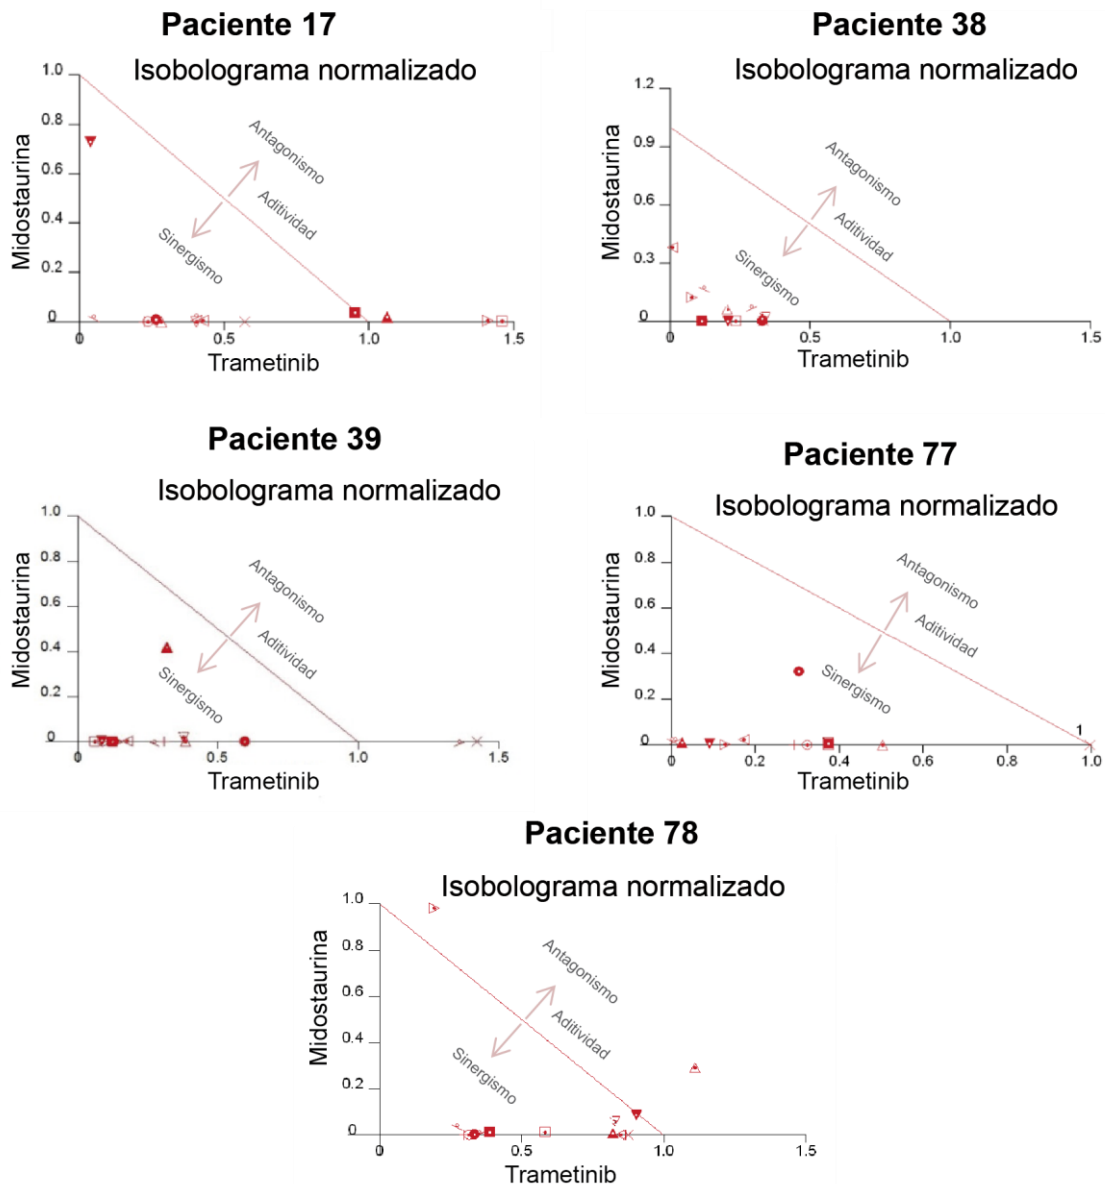 Paciente 17
Isobolograma normalizado
1.0
0.8
0.6
0.4
0.2
0
Midostaurina
Antagonismo
Aditividad
Sinergismo
0
0.5
1.0
1.5
Trametinib
Paciente 38
Isobolograma normalizado
1.2
0.9
0.6
0.3
0
Midostaurina
Antagonismo
Aditividad
Sinergismo
0
0.5
1.0
1.5
Trametinib
Paciente 39
Isobolograma normalizado
1.0
0.8
0.6
0.4
0.2
0
Midostaurina
Antagonismo
Aditividad
Sinergismo
0
0.5
1.0
1.5
Trametinib
Paciente 77
Isobolograma normalizado
1.0
0.8
0.6
0.4
0.2
0
Midostaurina
Antagonismo
Aditividad
Sinergismo
1
0
0.2
0.4
0.6
0.8
1.0
Trametinib
Paciente 78
Isobolograma normalizado
1.0
0.8
0.6
0.4
0.2
0
Midostaurina
Antagonismo
Aditividad
Sinergismo
0
0.5
1.0
1.5
Trametinib